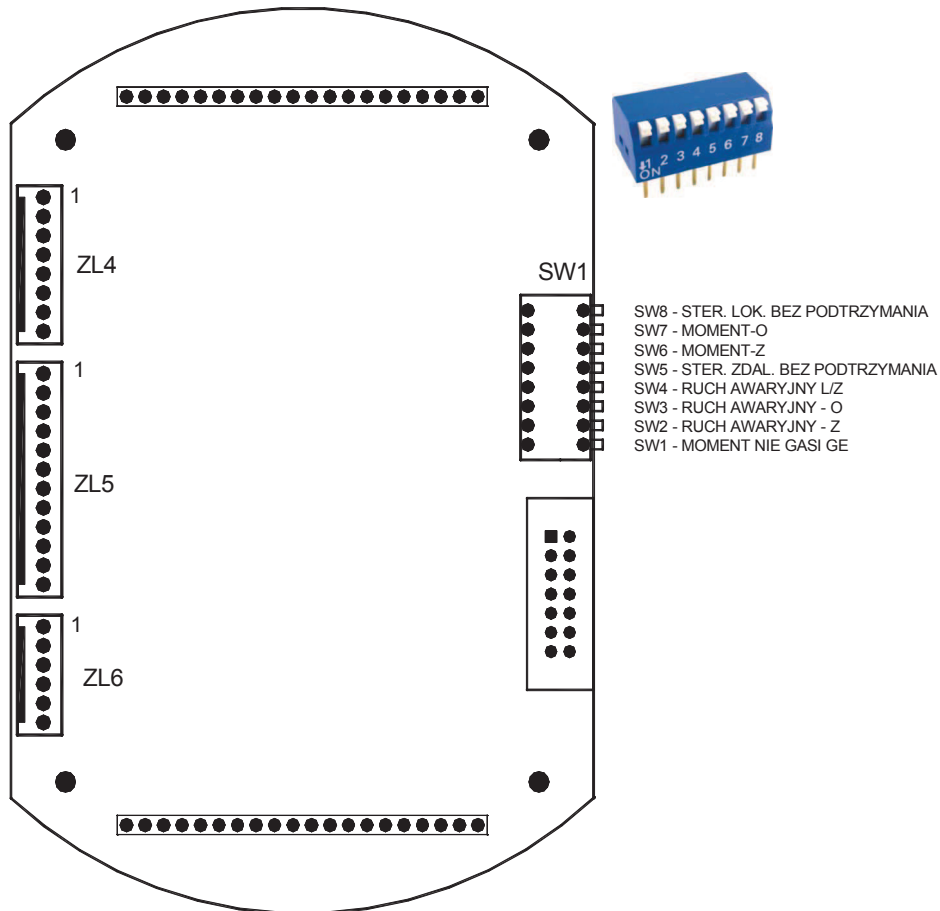 1 2 3 4 5 6 7 8
ON
1
ZL4
SW1
SW8 - STER. LOK. BEZ PODTRZYMANIA
SW7 - MOMENT-O
SW6 - MOMENT-Z
SW5 - STER. ZDAL. BEZ PODTRZYMANIA
SW4 - RUCH AWARYJNY L/Z
SW3 - RUCH AWARYJNY - O
SW2 - RUCH AWARYJNY - Z
SW1 - MOMENT NIE GASI GE
1
ZL5
1
ZL6